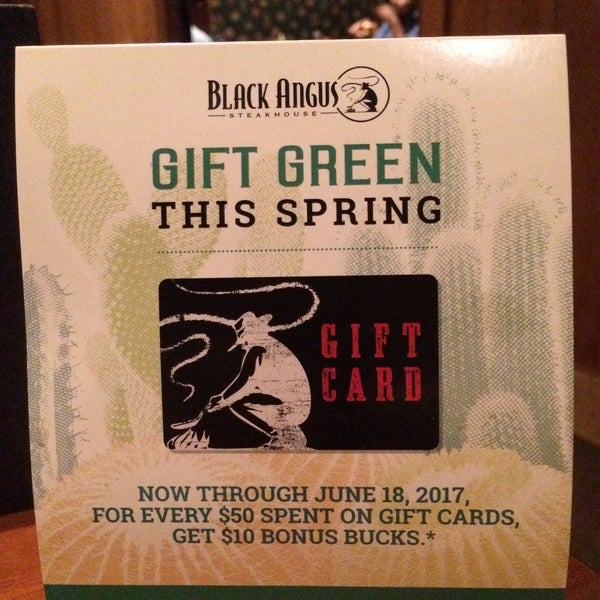 BLACK ANGUS
STEAKHOUSE
GIFT GREEN
THIS SPRING
GIFT
CARD
NOW THROUGH JUNE 18, 2017,
FOR EVERY $50 SPENT ON GIFT CARDS,
GET $10 BONUS BUCKS.*